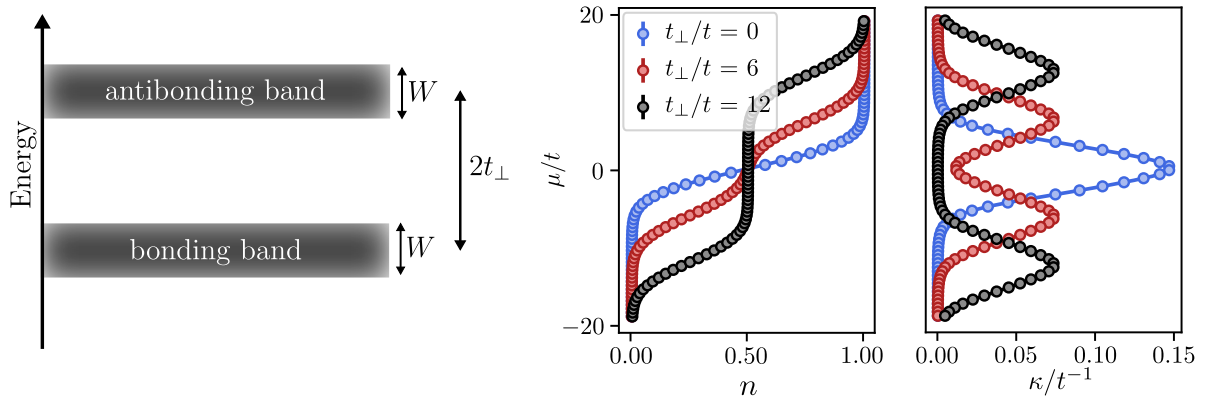 Energy
antibonding band
W
2t⊥
bonding band
W
μ/t
20
0
−20
t⊥/t = 0
t⊥/t = 6
t⊥/t = 12
0.00 0.50 1.00
n
0.00 0.05 0.10 0.15
κ/t⁻¹